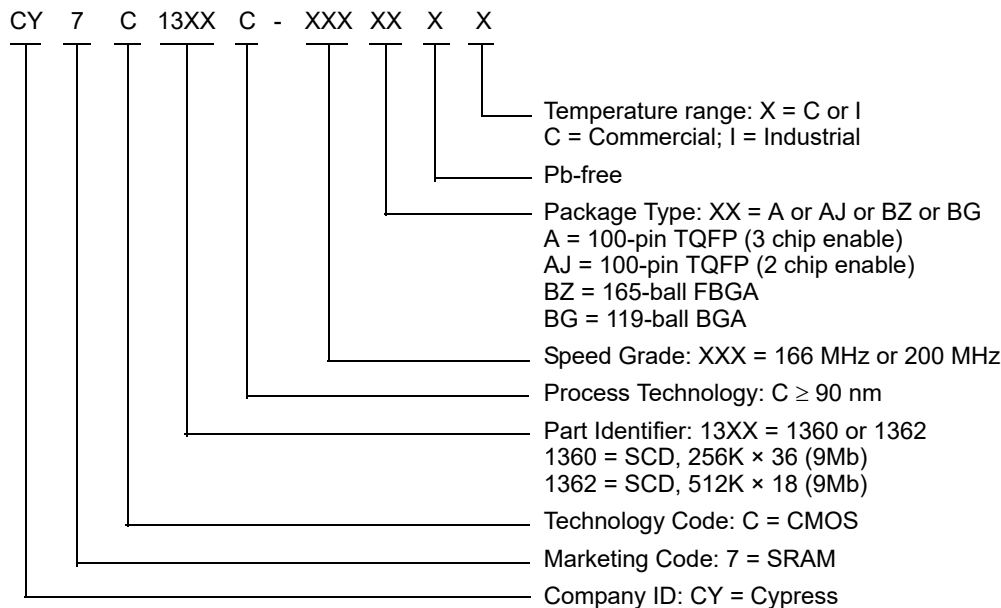 CY 7 C 13XX C - XXX XX X X
Temperature range: X = C or I
C = Commercial; I = Industrial
Pb-free
Package Type: XX = A or AJ or BZ or BG
A = 100-pin TQFP (3 chip enable)
AJ = 100-pin TQFP (2 chip enable)
BZ = 165-ball FBGA
BG = 119-ball BGA
Speed Grade: XXX = 166 MHz or 200 MHz
Process Technology: C ≥ 90 nm
Part Identifier: 13XX = 1360 or 1362
1360 = SCD, 256K × 36 (9Mb)
1362 = SCD, 512K × 18 (9Mb)
Technology Code: C = CMOS
Marketing Code: 7 = SRAM
Company ID: CY = Cypress